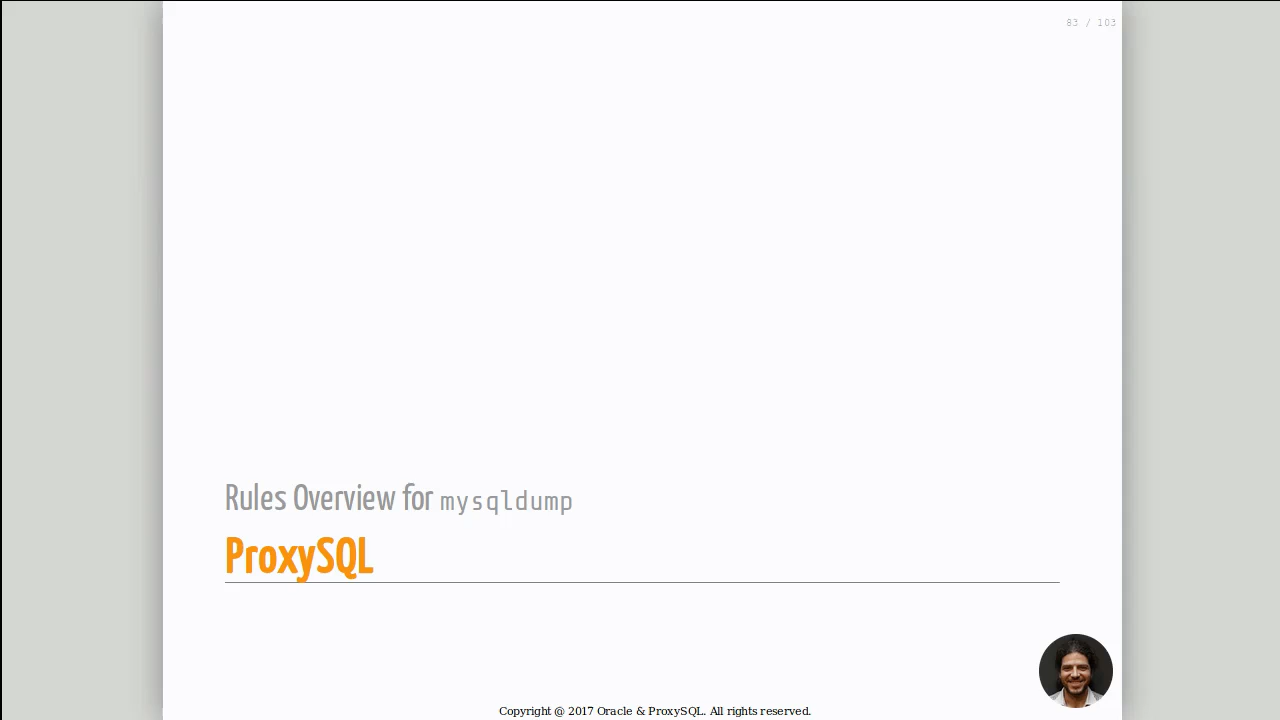 83 / 103
Rules Overview for mysqldump
ProxySQL
Copyright @ 2017 Oracle & ProxySQL. All rights reserved.